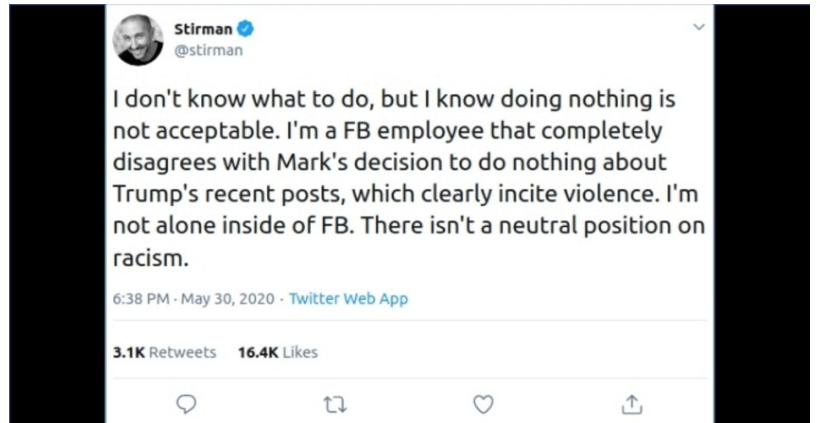 Stirman
@stirman
I don't know what to do, but I know doing nothing is
not acceptable. I'm a FB employee that completely
disagrees with Mark's decision to do nothing about
Trump's recent posts, which clearly incite violence. I'm
not alone inside of FB. There isn't a neutral position on
racism.
6:38 PM · May 30, 2020 · Twitter Web App
3.1K Retweets 16.4K Likes